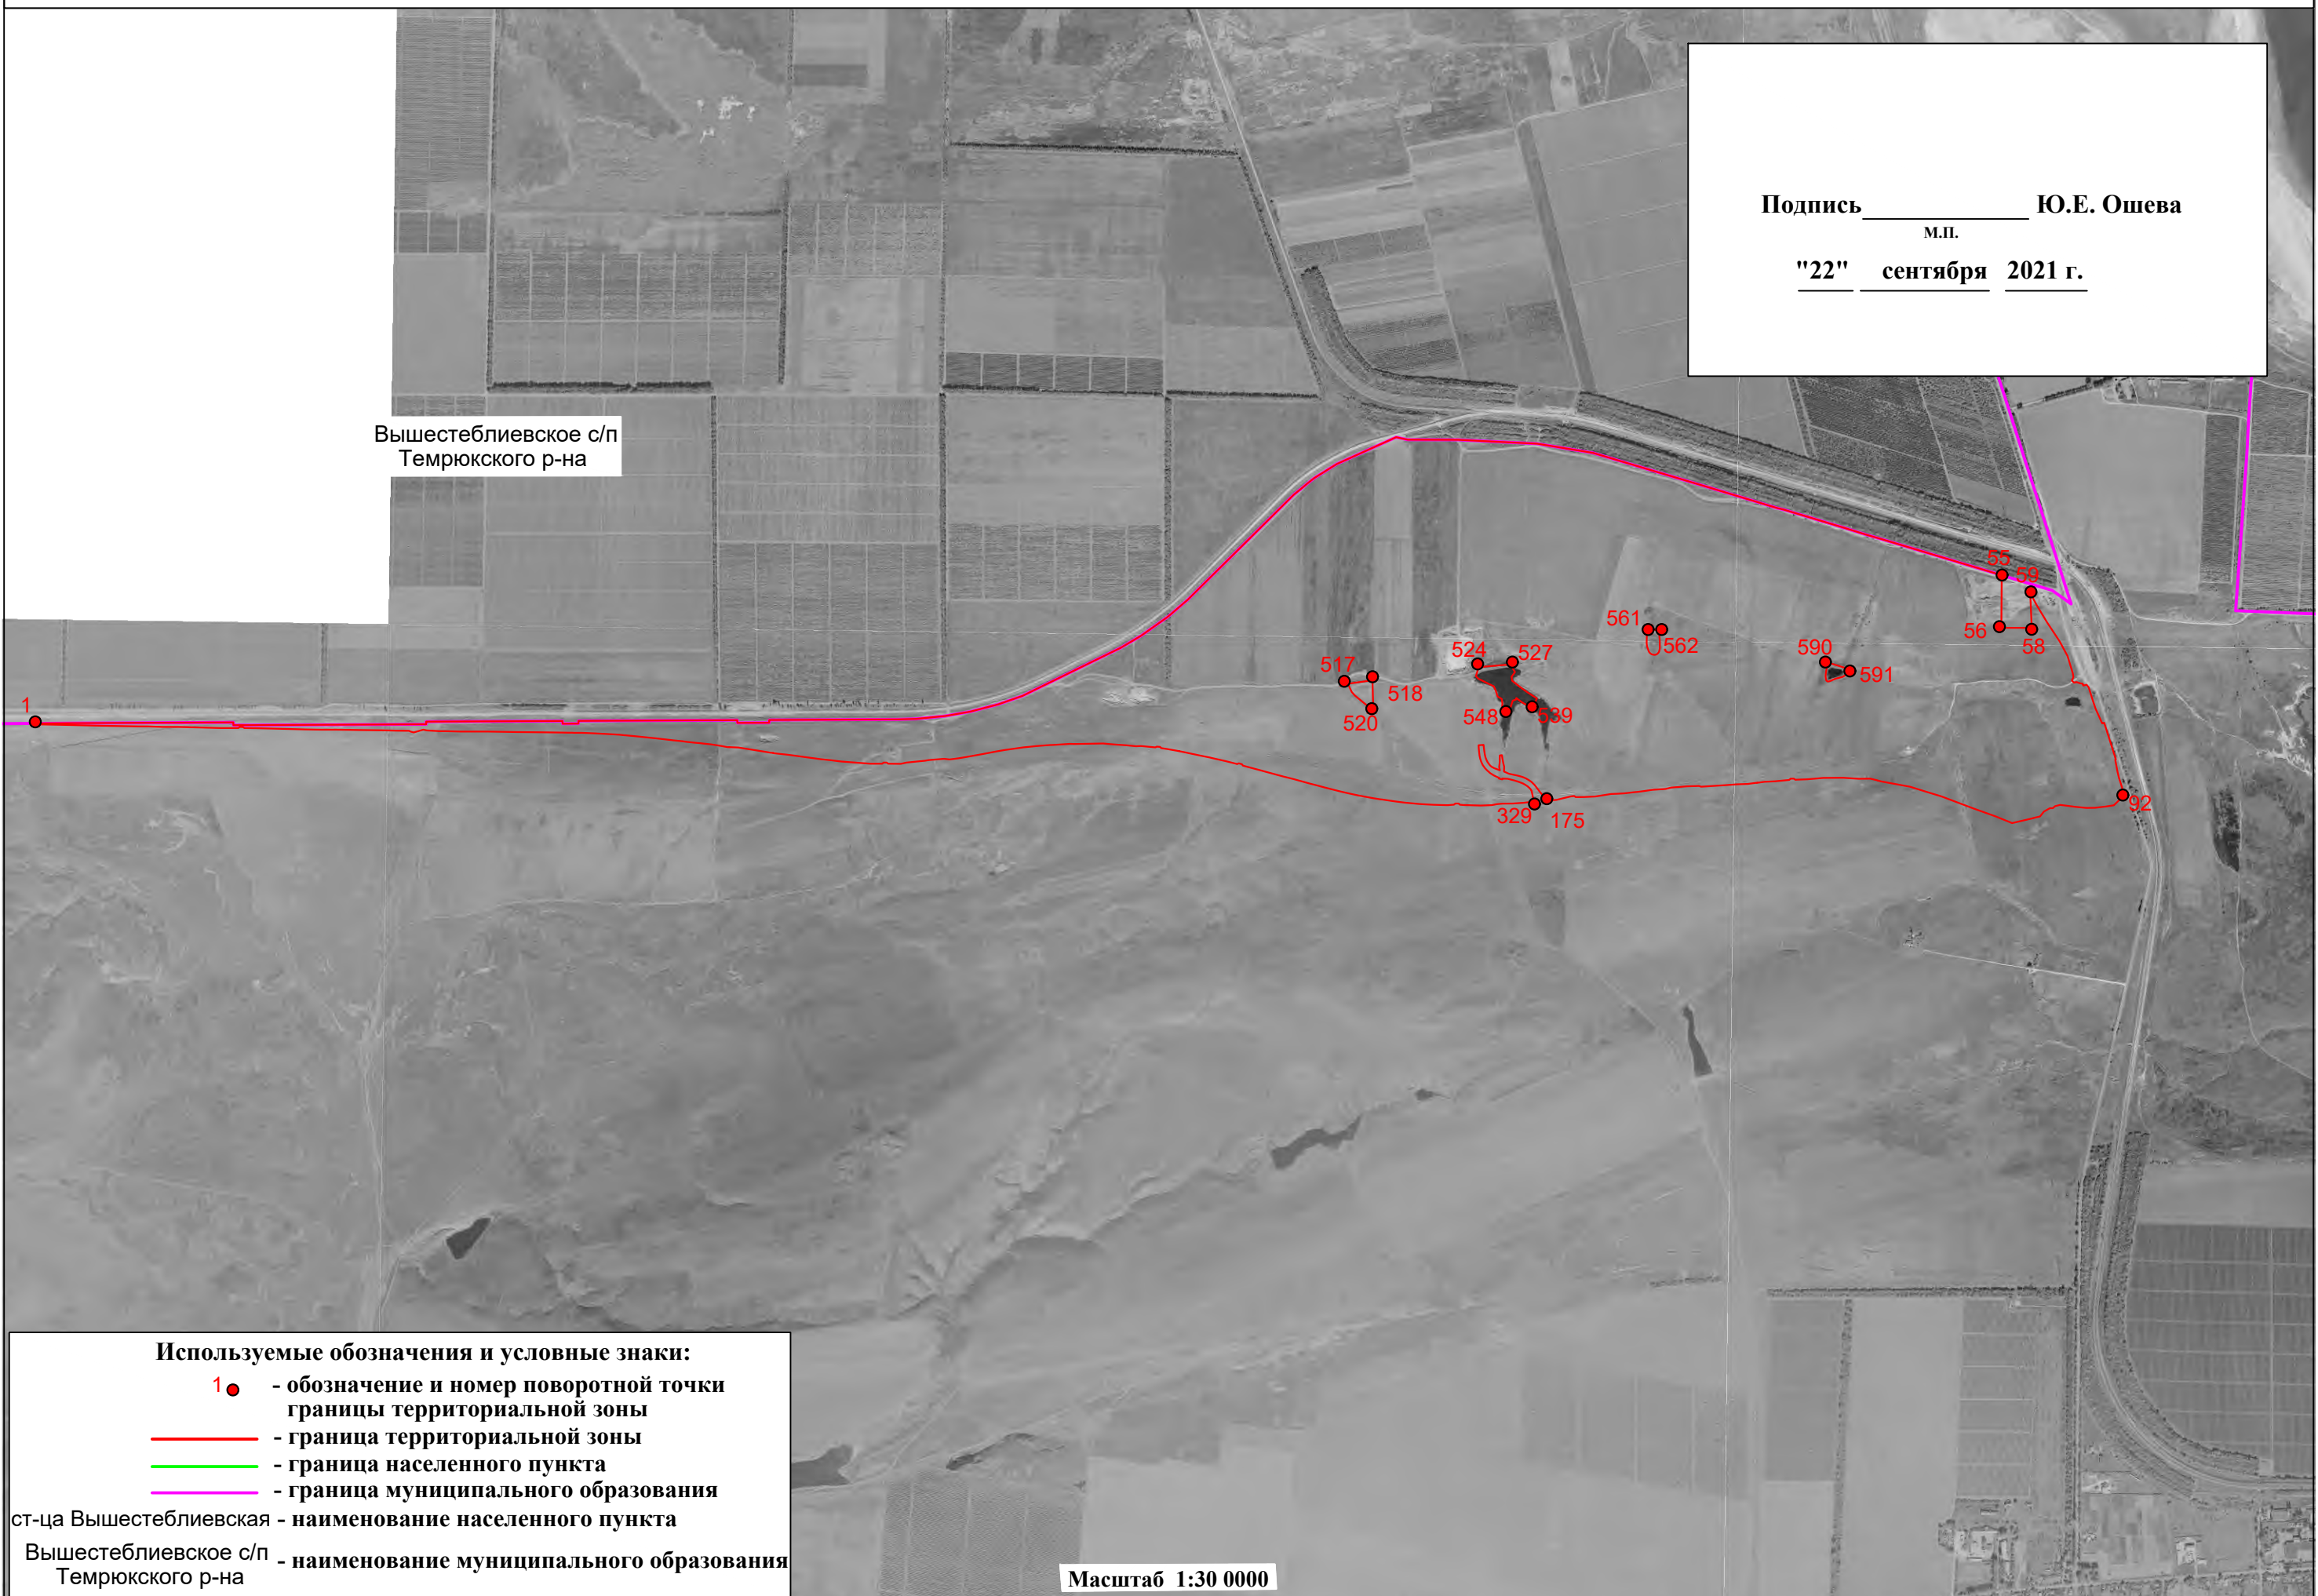 Подпись Ю.Е. Ошева
М.П.
"22" сентября 2021 г.
Вышестеблиевское с/п
Темрюкского р-на
55
59
561
562
56
58
524
527
590
591
517
518
1
520
548
539
329
175
92
Используемые обозначения и условные знаки:
1 - обозначение и номер поворотной точки
границы территориальной зоны
- граница территориальной зоны
- граница населенного пункта
- граница муниципального образования
ст-ца Вышестеблиевская - наименование населенного пункта
Вышестеблиевское с/п
Темрюкского р-на
- наименование муниципального образования
Масштаб 1:30 0000